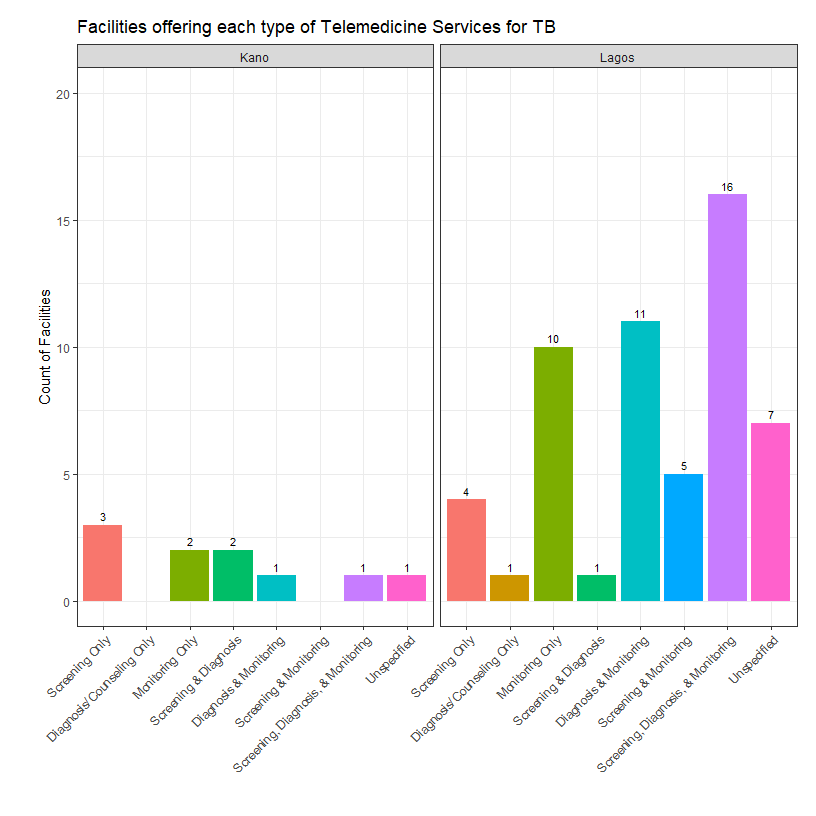 Facilities offering each type of Telemedicine Services for TB
Kano
Lagos
Count of Facilities
20
15
10
5
0
3
2
2
1
1
1
4
1
10
1
11
5
16
7
Screening Only
Diagnosis/Counseling Only
Monitoring Only
Screening & Diagnosis
Diagnosis & Monitoring
Screening & Monitoring
Screening, Diagnosis, & Monitoring
Unspecified
Screening Only
Diagnosis/Counseling Only
Monitoring Only
Screening & Diagnosis
Diagnosis & Monitoring
Screening & Monitoring
Screening, Diagnosis, & Monitoring
Unspecified